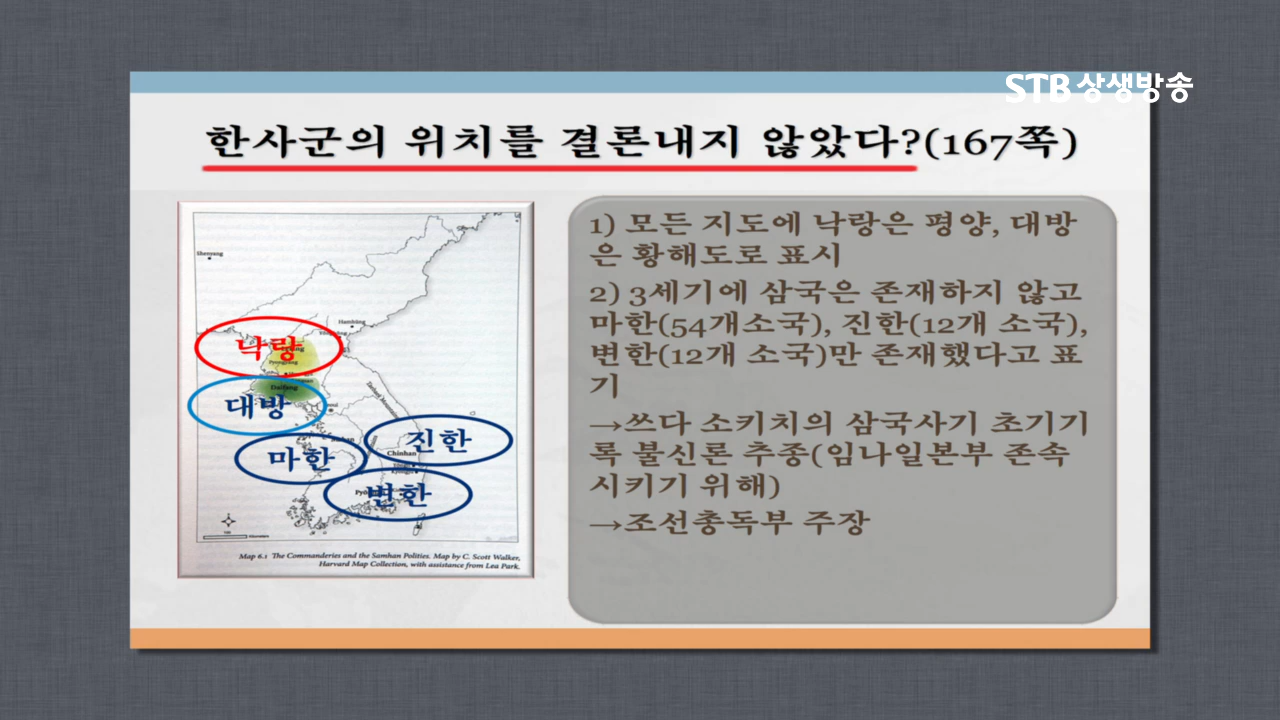 STB 상생방송
한사군의 위치를 결론내지 않았다?(167쪽)
Shenyang
Hamhŭng
낙랑
대방
Daifang
마한
진한
Chinhan
변한
Map 6.1 The Commanderies and the Samhan Polities. Map by C. Scott Walker,
Harvard Map Collection, with assistance from Lea Park.
1) 모든 지도에 낙랑은 평양, 대방
은 황해도로 표시
2) 3세기에 삼국은 존재하지 않고
마한(54개소국), 진한(12개 소국),
변한(12개 소국)만 존재했다고 표
기
→쓰다 소키치의 삼국사기 초기기
록 불신론 추종(임나일본부 존속
시키기 위해)
→조선총독부 주장